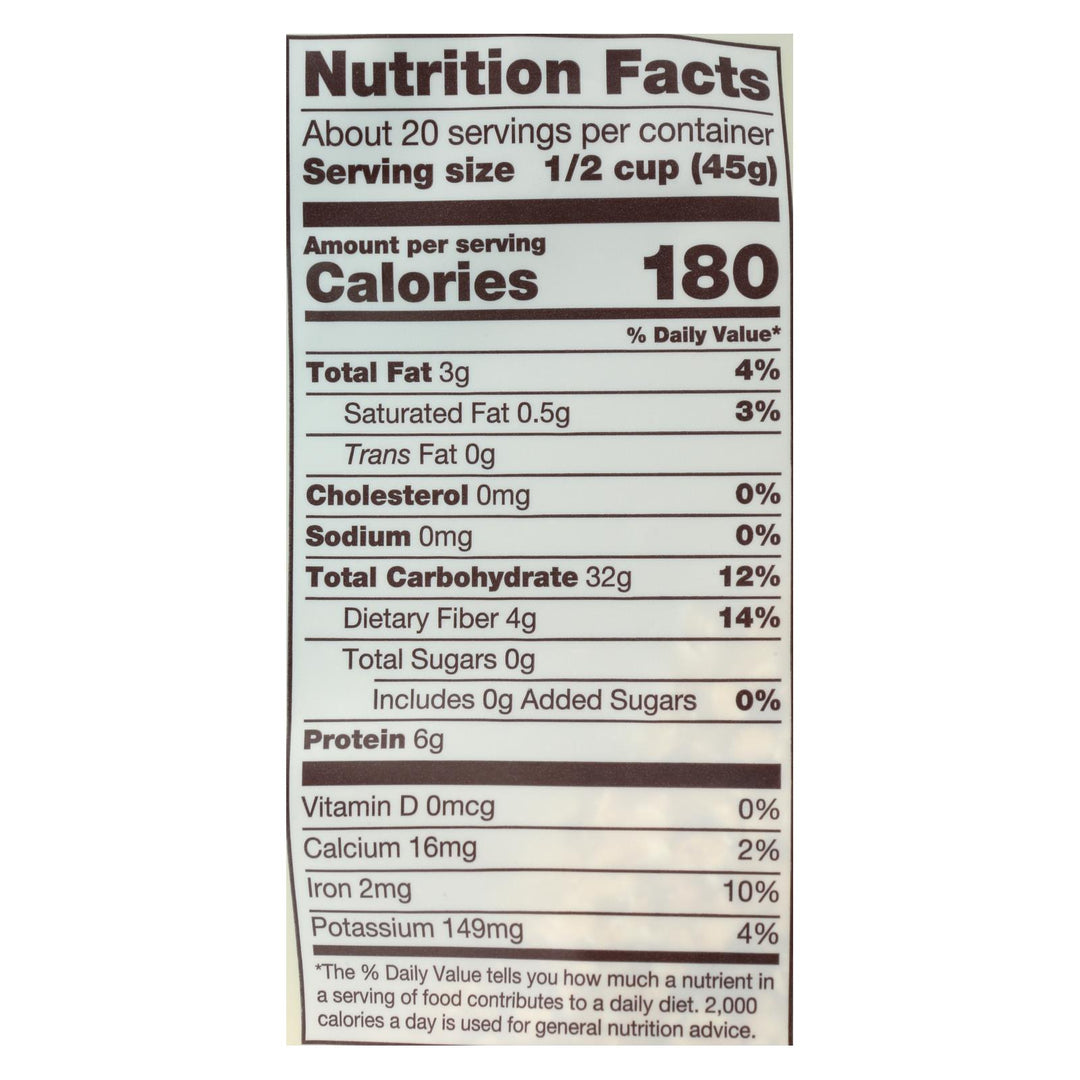 Nutrition Facts
About 20 servings per container
Serving size 1/2 cup (45g)
Amount per serving
Calories 180
% Daily Value*
Total Fat 3g 4%
Saturated Fat 0.5g 3%
Trans Fat 0g
Cholesterol 0mg 0%
Sodium 0mg 0%
Total Carbohydrate 32g 12%
Dietary Fiber 4g 14%
Total Sugars 0g
Includes 0g Added Sugars 0%
Protein 6g
Vitamin D 0mcg 0%
Calcium 16mg 2%
Iron 2mg 10%
Potassium 149mg 4%
*The % Daily Value tells you how much a nutrient in
a serving of food contributes to a daily diet. 2,000
calories a day is used for general nutrition advice.